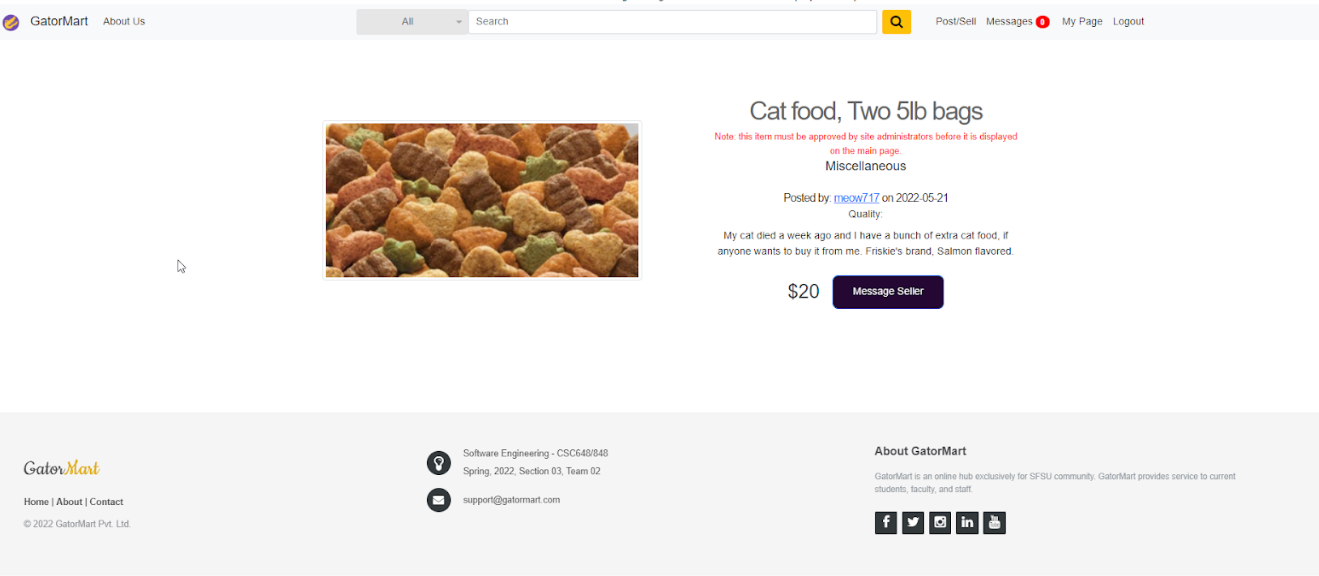 GatorMart About Us All Search Post/Sell Messages 0 My Page Logout
Cat food, Two 5lb bags
Note: this item must be approved by site administrators before it is displayed
on the main page.
Miscellaneous
Posted by: meow717 on 2022-05-21
Quality:
My cat died a week ago and I have a bunch of extra cat food, if
anyone wants to buy it from me. Friskie's brand, Salmon flavored.
$20 Message Seller
GatorMart
Home | About | Contact
© 2022 GatorMart Pvt. Ltd.
Software Engineering - CSC648/848
Spring, 2022, Section 03, Team 02
support@gatormart.com
About GatorMart
GatorMart is an online hub exclusively for SFSU community. GatorMart provides service to current
students, faculty, and staff.